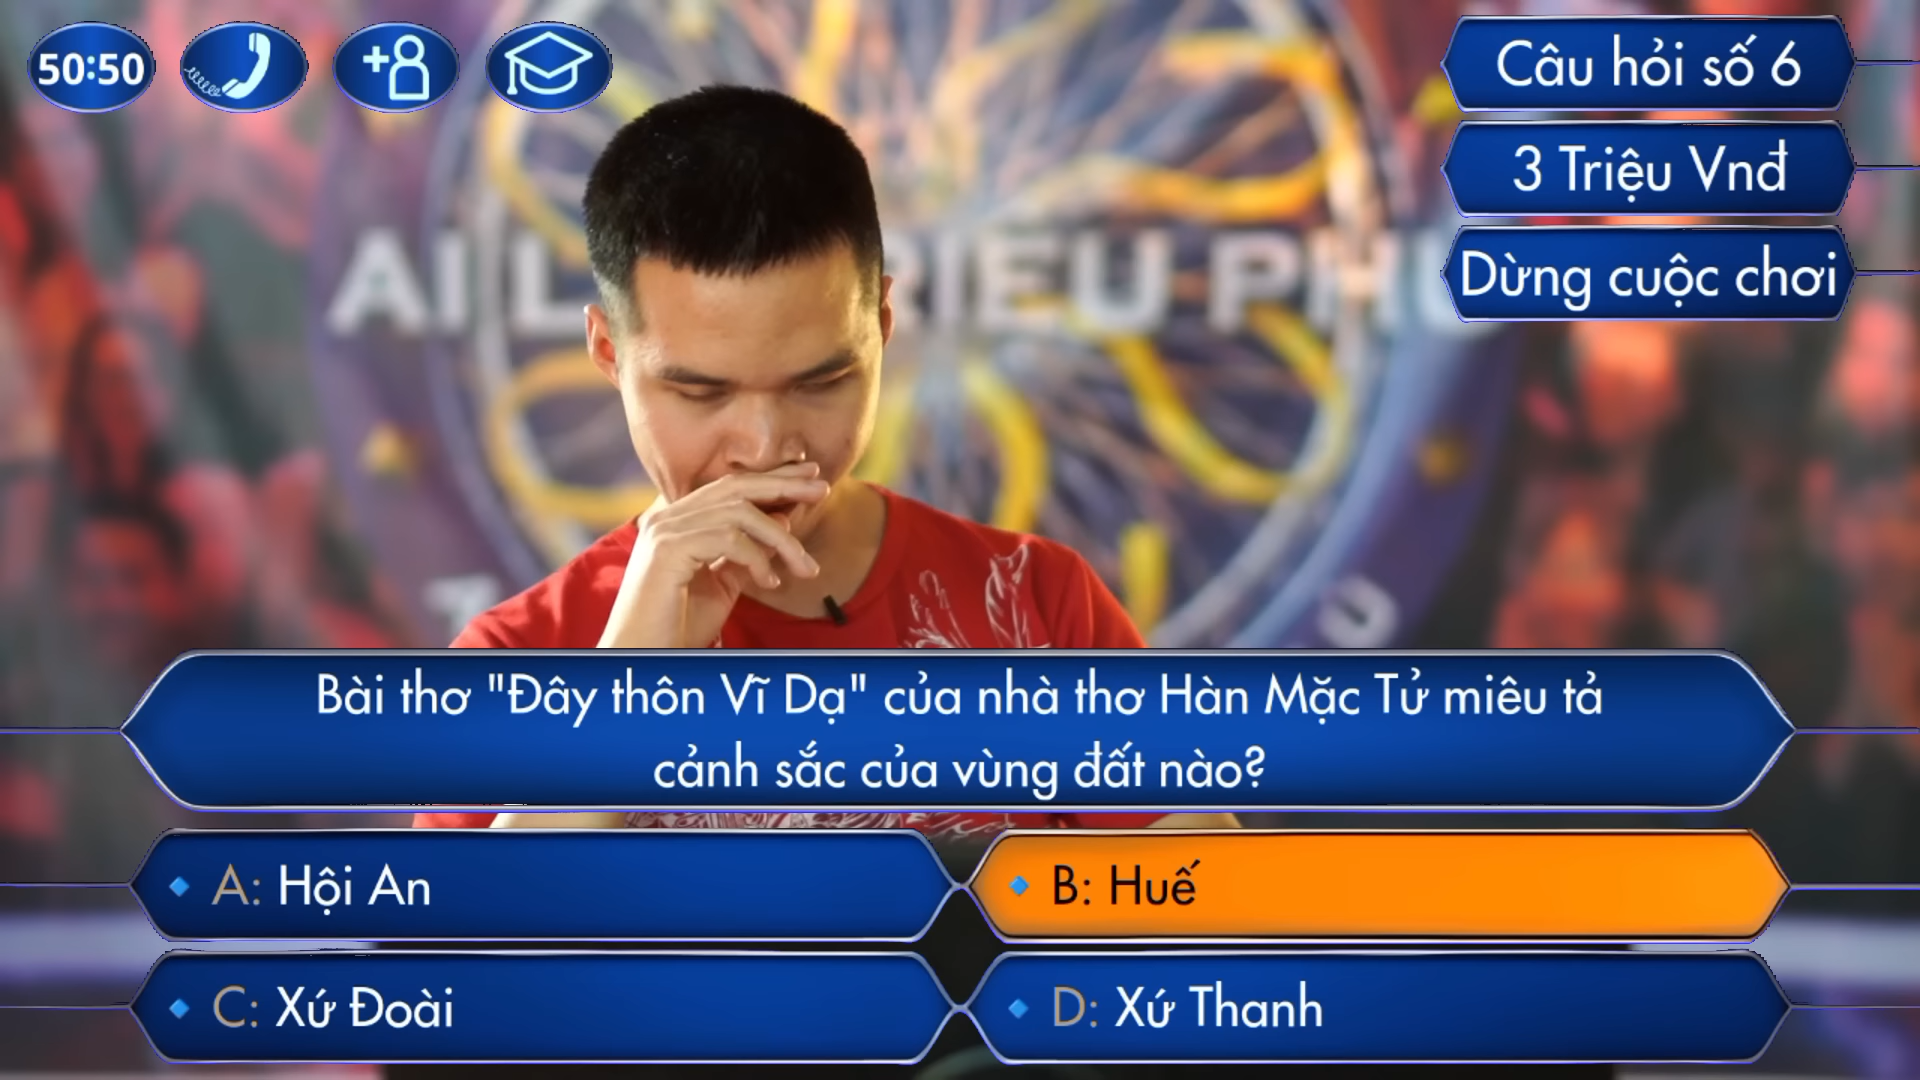 50:50
Câu hỏi số 6
3 Triệu Vnđ
Dừng cuộc chơi
Bài thơ "Đây thôn Vĩ Dạ" của nhà thơ Hàn Mặc Tử miêu tả
cảnh sắc của vùng đất nào?
A: Hội An
B: Huế
C: Xứ Đoài
D: Xứ Thanh